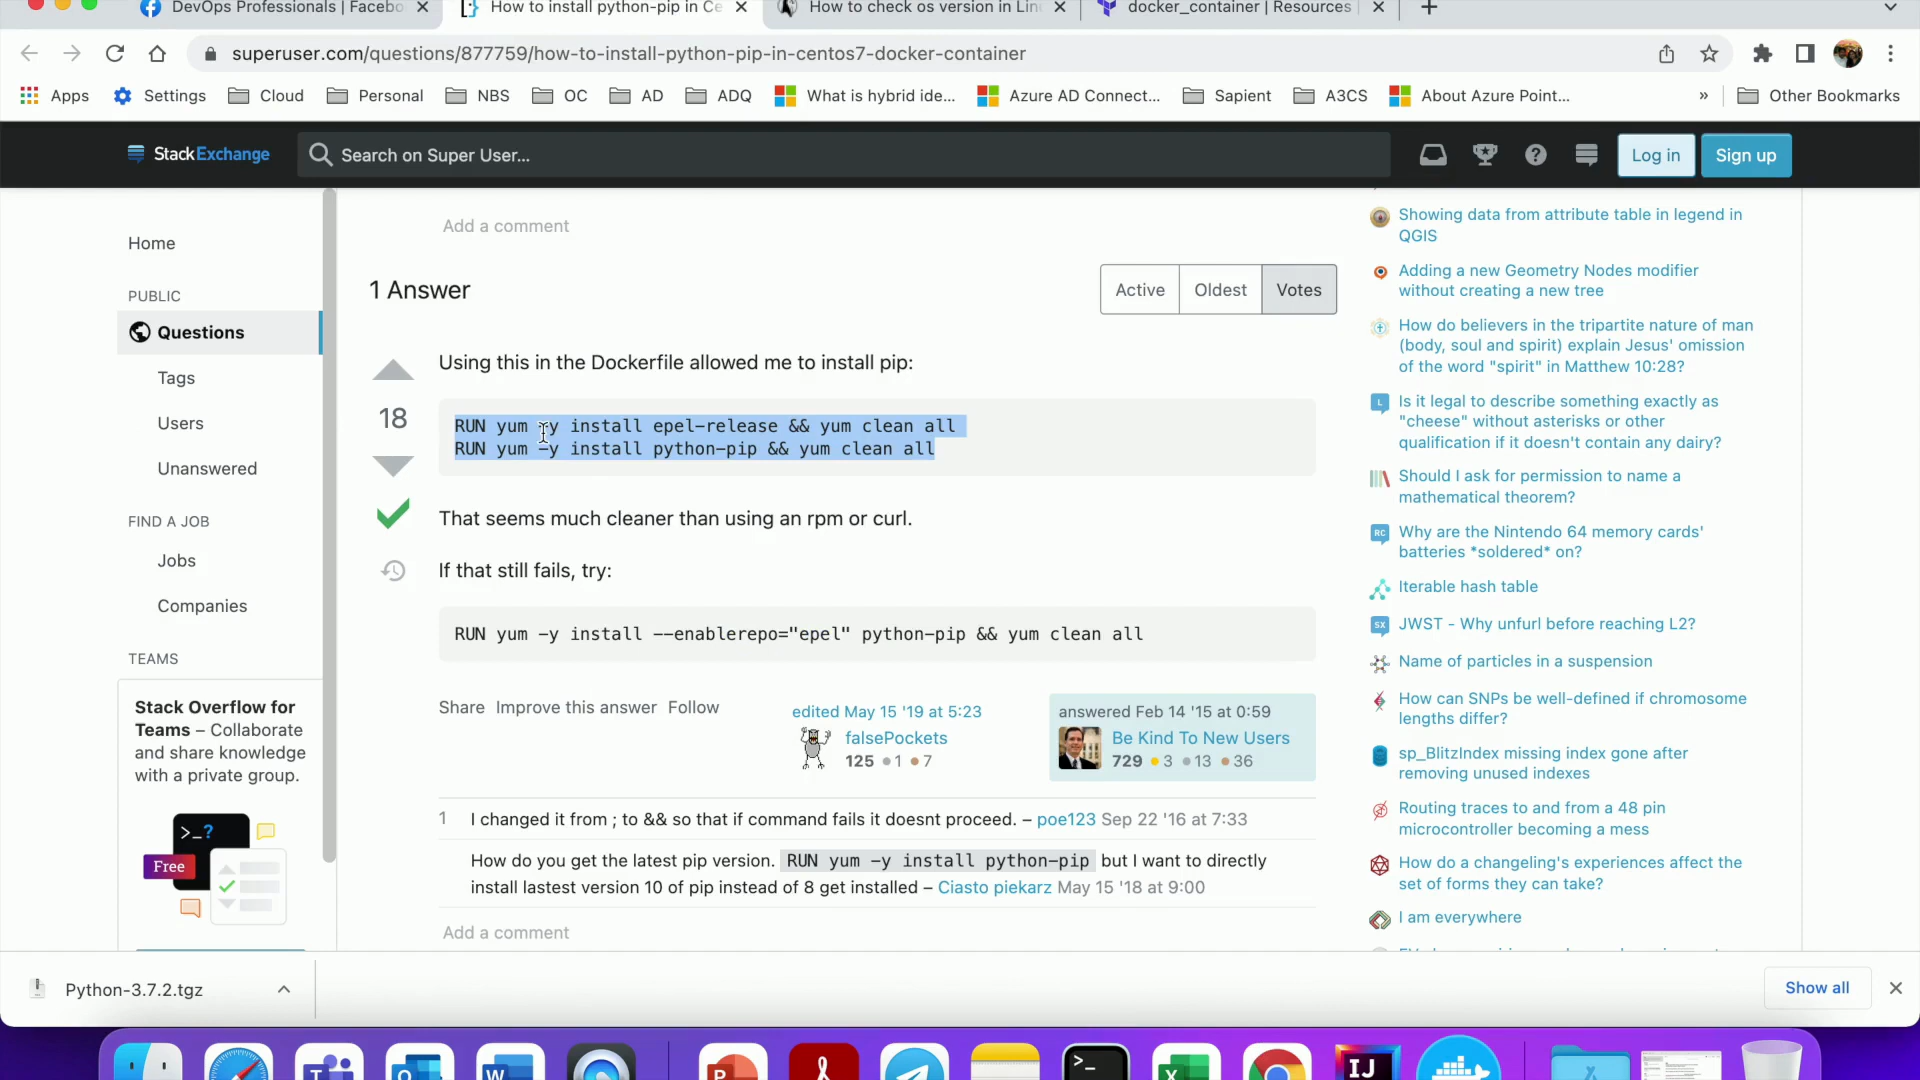 DevOps Professionals | Facebo
How to install python-pip in Ce
How to check os version in Lin
docker_container | Resources
superuser.com/questions/877759/how-to-install-python-pip-in-centos7-docker-container
Apps
Settings
Cloud
Personal
NBS
OC
AD
ADQ
What is hybrid ide...
Azure AD Connect...
Sapient
A3CS
About Azure Point...
»
Other Bookmarks
StackExchange
Search on Super User...
Log in
Sign up
Home
PUBLIC
Questions
Tags
Users
Unanswered
FIND A JOB
Jobs
Companies
TEAMS
Stack Overflow for
Teams – Collaborate
and share knowledge
with a private group.
>_?
Free
Add a comment
1 Answer
Active
Oldest
Votes
18
Using this in the Dockerfile allowed me to install pip:
RUN yum -y install epel-release && yum clean all
RUN yum -y install python-pip && yum clean all
That seems much cleaner than using an rpm or curl.
If that still fails, try:
RUN yum -y install --enablerepo="epel" python-pip && yum clean all
Share Improve this answer Follow
edited May 15 '19 at 5:23
falsePockets
125 ●1 ●7
answered Feb 14 '15 at 0:59
Be Kind To New Users
729 ●3 ●13 ●36
1 I changed it from ; to && so that if command fails it doesnt proceed. – poe123 Sep 22 '16 at 7:33
How do you get the latest pip version. RUN yum -y install python-pip but I want to directly
install lastest version 10 of pip instead of 8 get installed – Ciasto piekarz May 15 '18 at 9:00
Add a comment
Showing data from attribute table in legend in
QGIS
Adding a new Geometry Nodes modifier
without creating a new tree
How do believers in the tripartite nature of man
(body, soul and spirit) explain Jesus' omission
of the word "spirit" in Matthew 10:28?
L
Is it legal to describe something exactly as
"cheese" without asterisks or other
qualification if it doesn't contain any dairy?
Should I ask for permission to name a
mathematical theorem?
RC
Why are the Nintendo 64 memory cards'
batteries *soldered* on?
Iterable hash table
SX
JWST - Why unfurl before reaching L2?
Name of particles in a suspension
How can SNPs be well-defined if chromosome
lengths differ?
sp_BlitzIndex missing index gone after
removing unused indexes
Routing traces to and from a 48 pin
microcontroller becoming a mess
How do a changeling's experiences affect the
set of forms they can take?
I am everywhere
Python-3.7.2.tgz
Show all
T
O
W
P
>_
X
IJ